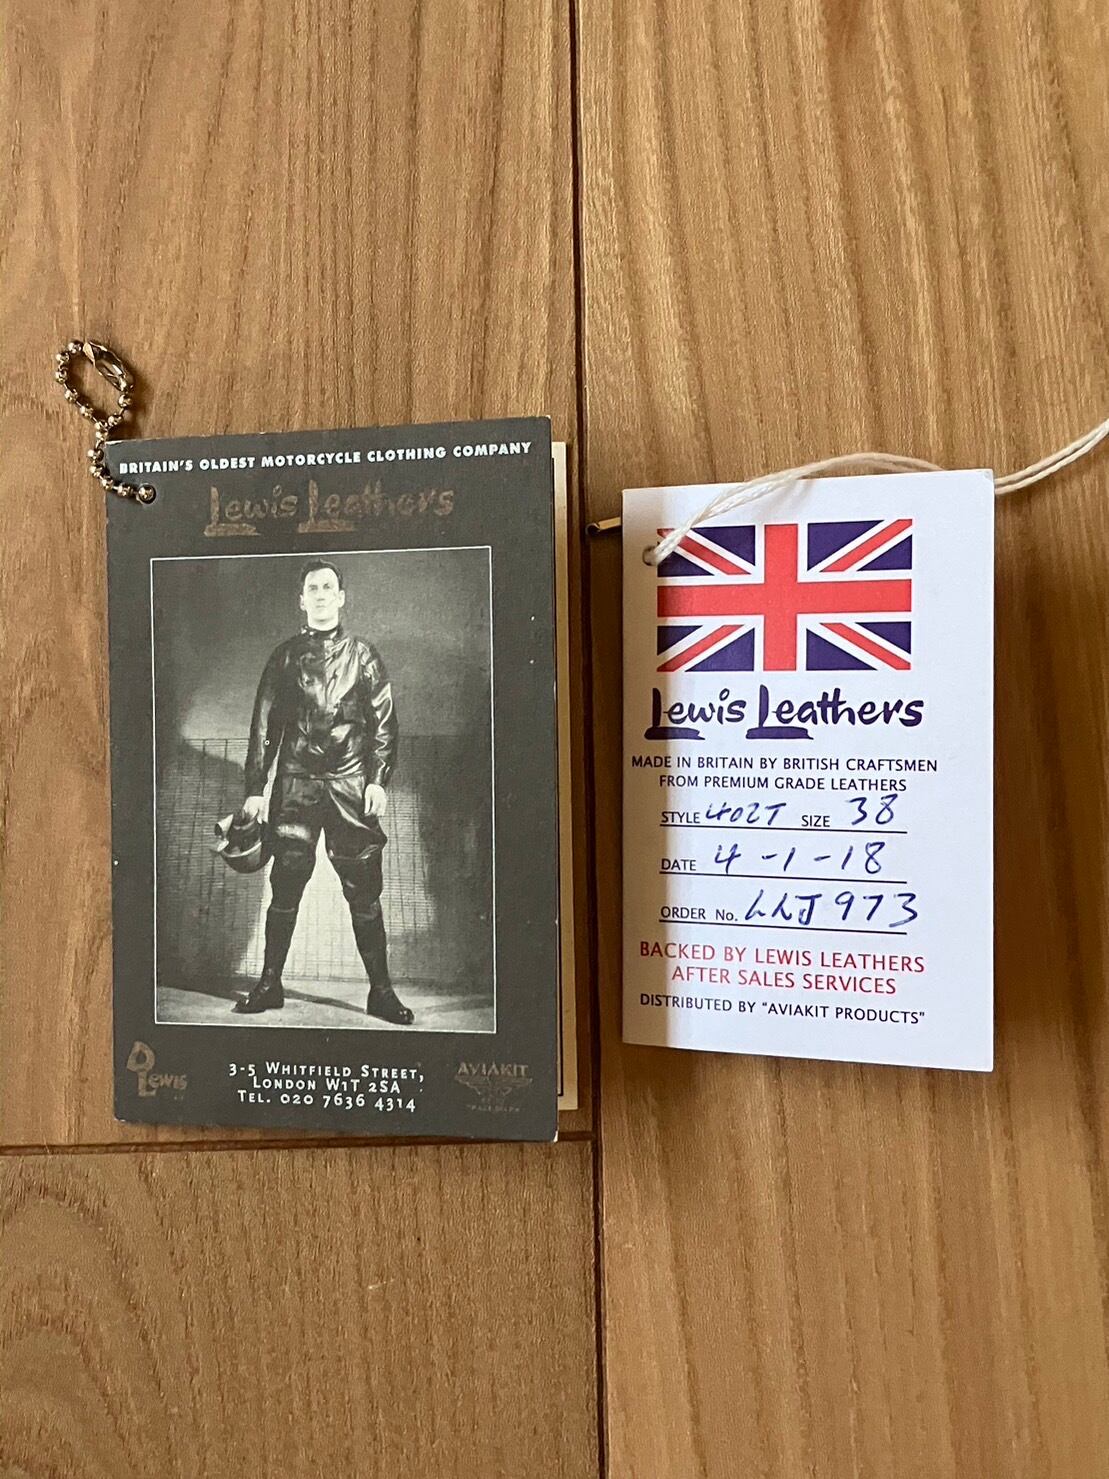 BRITAIN'S OLDEST MOTORCYCLE CLOTHING COMPANY
Lewis Leathers
D Lewis
3-5 WHITFIELD STREET,
LONDON W1T 2SA
TEL. 020 7636 4314
AVIAKIT
Lewis Leathers
MADE IN BRITAIN BY BRITISH CRAFTSMEN
FROM PREMIUM GRADE LEATHERS
STYLE 402T SIZE 38
DATE 4-1-18
ORDER No. LLJ973
BACKED BY LEWIS LEATHERS
AFTER SALES SERVICES
DISTRIBUTED BY "AVIAKIT PRODUCTS"